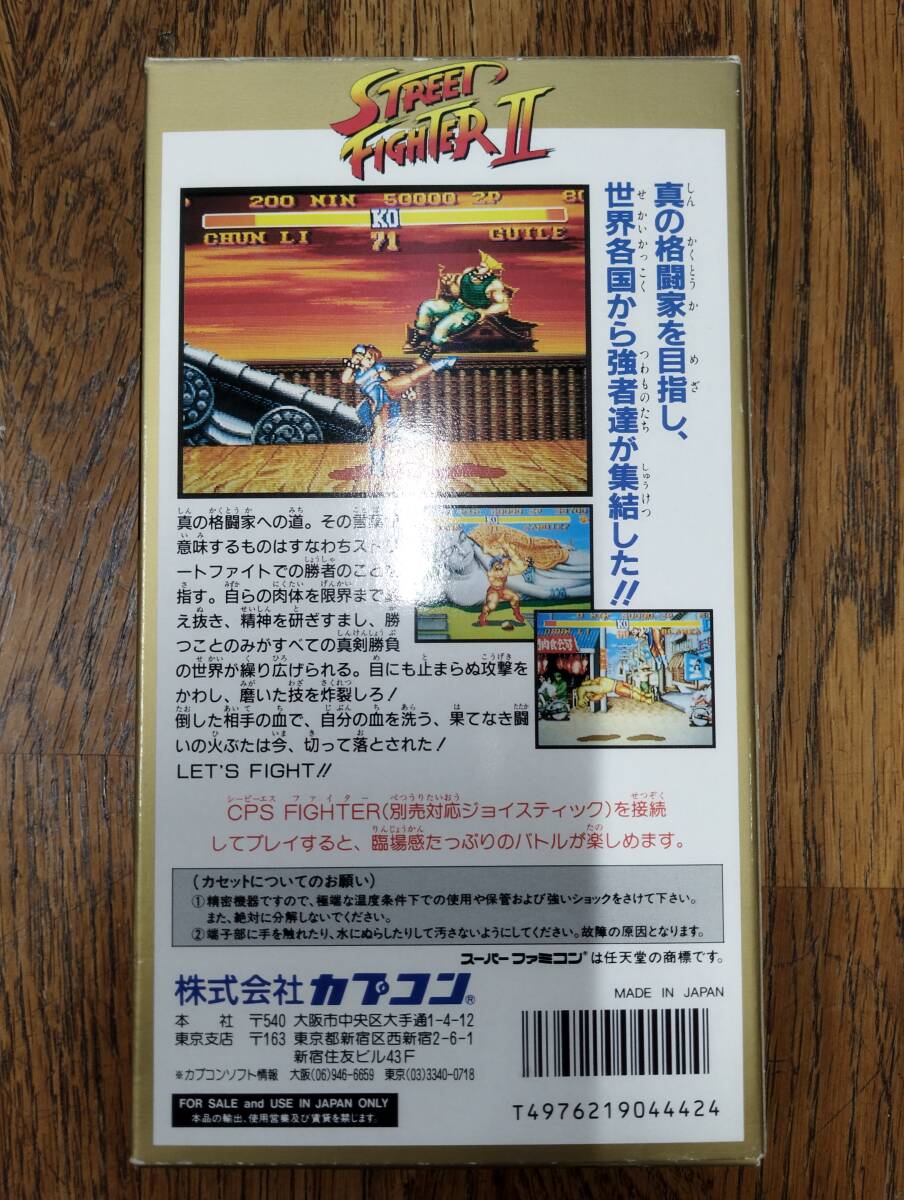 STREET
FIGHTER II
真の格闘家を目指し、
世界各国から強者達が集結した!!
200 NIN 50000 2P
KO
CHUN LI 71 GUILE
真の格闘家への道。その言葉
意味するものはすなわちスト
ートファイトでの勝者のこと
指す。自らの肉体を限界まで
え抜き、精神を研ぎすまし、勝
つことのみがすべての真剣勝負
の世界が繰り広げられる。目にも止まらぬ攻撃を
かわし、磨いた技を炸裂しろ!
倒した相手の血で、自分の血を洗う、果てなき闘
いの火ぶたは今、切って落とされた!
LET'S FIGHT!!
CPS FIGHTER(別売対応ジョイスティック)を接続
してプレイすると、臨場感たっぷりのバトルが楽しめます。
(カセットについてのお願い)
①精密機器ですので、極端な温度条件下での使用や保管および強いショックをさけて下さい。
また、絶対に分解しないでください。
②端子部に手を触れたり、水にぬらしたりして汚さないようにしてください。故障の原因となります。
スーパーファミコン®は任天堂の商標です。
株式会社カプコン®
MADE IN JAPAN
本 社 〒540 大阪市中央区大手通1-4-12
東京支店 〒163 東京都新宿区西新宿2-6-1
新宿住友ビル43F
※カプコンソフト情報 大阪(06)946-6659 東京(03)3340-0718
FOR SALE and USE IN JAPAN ONLY
本品の輸出、使用営業及び賃貸を禁じます。
T4976219044424